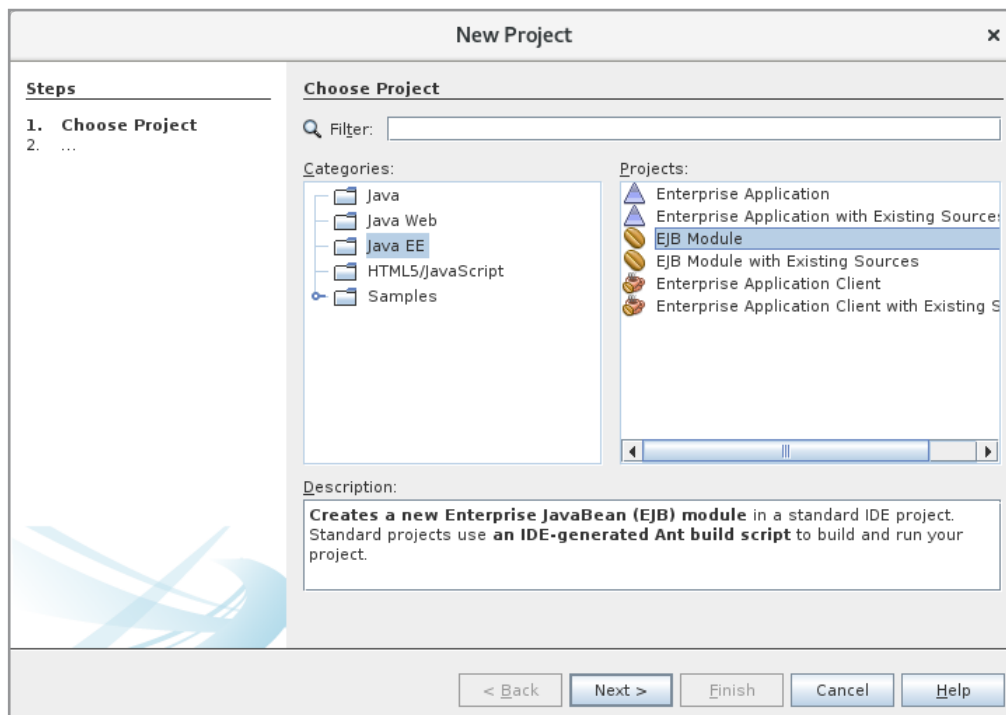 New Project
Steps
1. Choose Project
2. ...
Choose Project
Filter:
Categories:
Java
Java Web
Java EE
HTML5/JavaScript
Samples
Projects:
Enterprise Application
Enterprise Application with Existing Sources
EJB Module
EJB Module with Existing Sources
Enterprise Application Client
Enterprise Application Client with Existing S
Description:
Creates a new Enterprise JavaBean (EJB) module in a standard IDE project.
Standard projects use an IDE-generated Ant build script to build and run your
project.
< Back
Next >
Finish
Cancel
Help